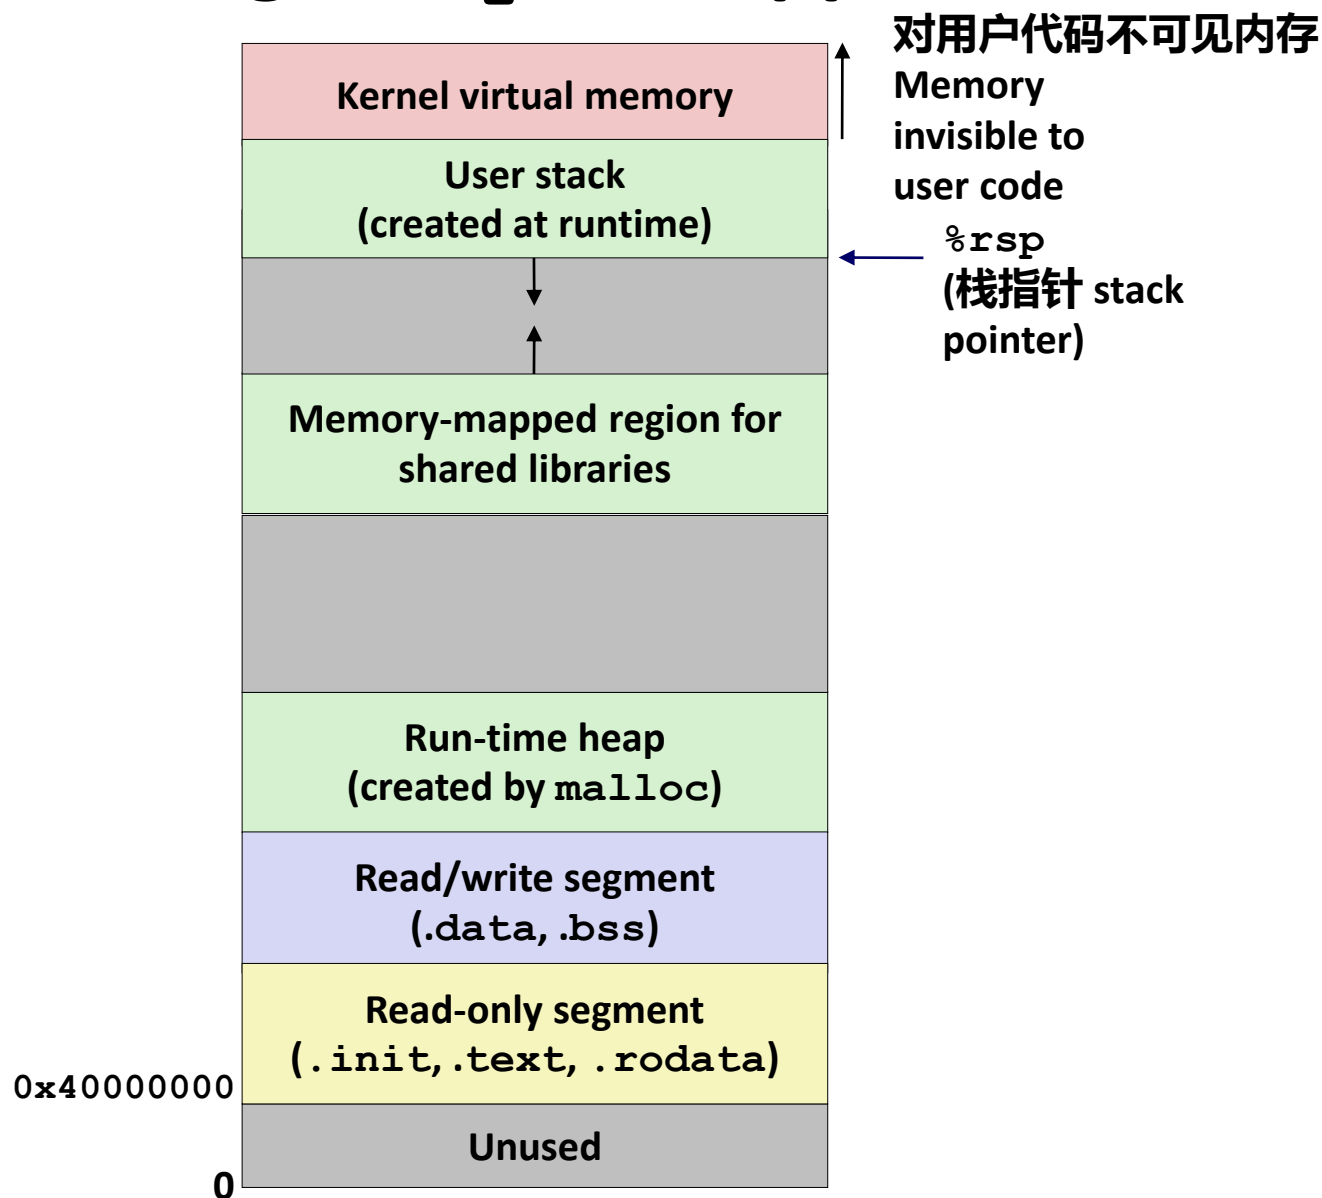 对用户代码不可见内存
Memory
invisible to
user code
Kernel virtual memory
User stack
(created at runtime)
%rsp
(栈指针 stack
pointer)
Memory-mapped region for
shared libraries
Run-time heap
(created by malloc)
Read/write segment
(.data, .bss)
Read-only segment
(.init, .text, .rodata)
0x40000000
Unused
0